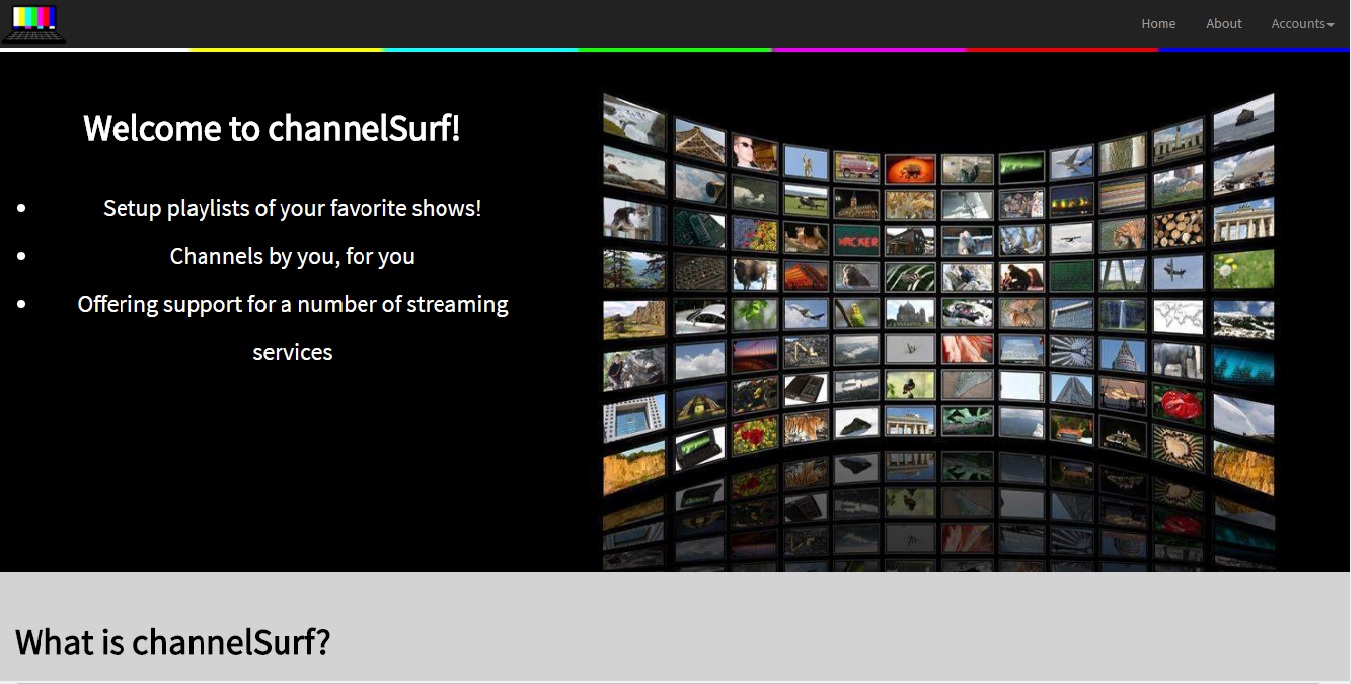 Home About Accounts
Welcome to channelSurf!
Setup playlists of your favorite shows!
Channels by you, for you
Offering support for a number of streaming
services
HACKER
What is channelSurf?